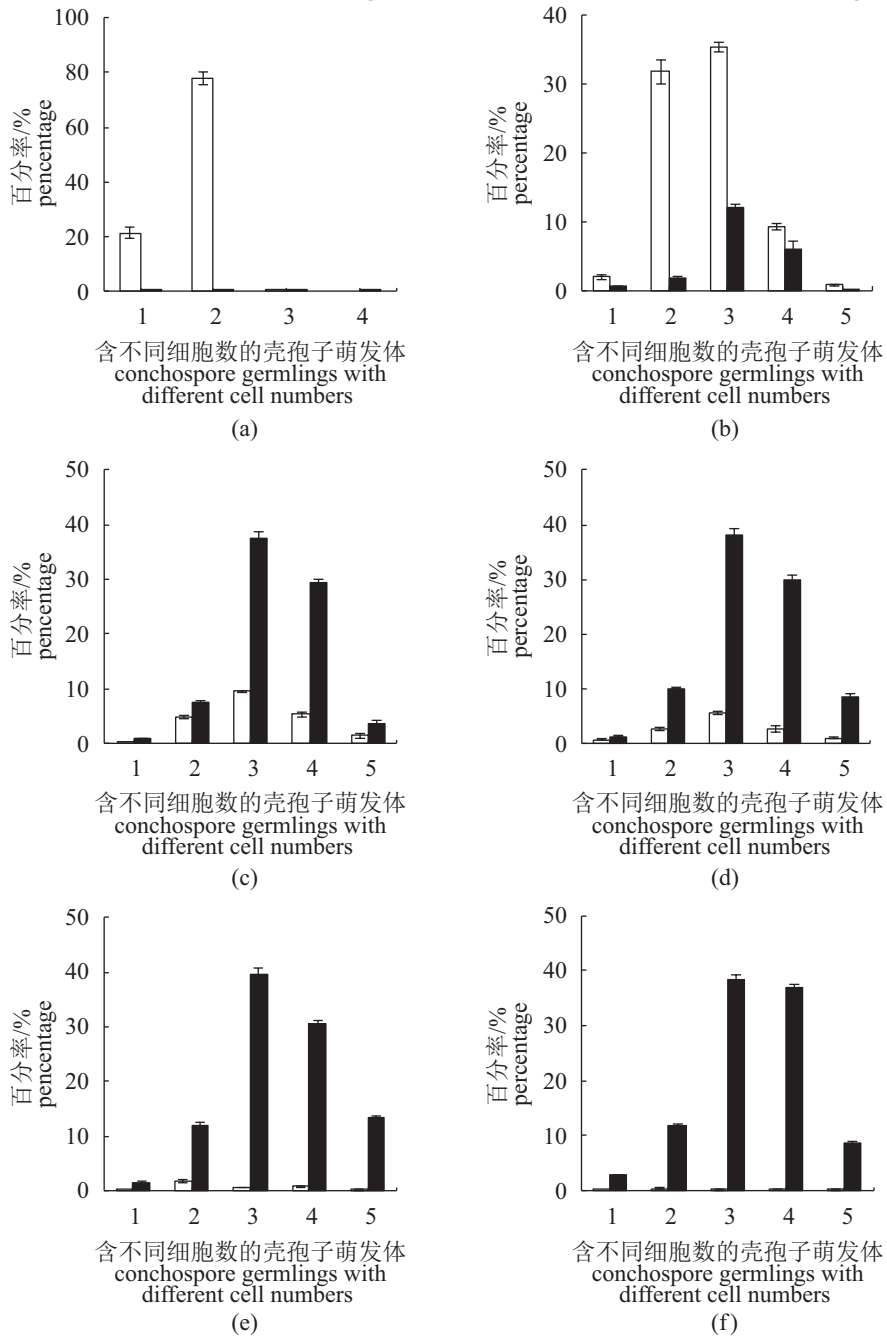 100
80
60
40
20
0
百分率/%
pencentage
1 2 3 4
含不同细胞数的壳孢子萌发体
conchospore germlings with
different cell numbers
(a)
40
30
20
10
0
百分率/%
percentage
1 2 3 4 5
含不同细胞数的壳孢子萌发体
conchospore germlings with
different cell numbers
(b)
50
40
30
20
10
0
百分率/%
pencentage
1 2 3 4 5
含不同细胞数的壳孢子萌发体
conchospore germlings with
different cell numbers
(c)
50
40
30
20
10
0
百分率/%
percentage
1 2 3 4 5
含不同细胞数的壳孢子萌发体
conchospore germlings with
different cell numbers
(d)
50
40
30
20
10
0
百分率/%
pencentage
1 2 3 4 5
含不同细胞数的壳孢子萌发体
conchospore germlings with
different cell numbers
(e)
50
40
30
20
10
0
百分率/%
percentage
1 2 3 4 5
含不同细胞数的壳孢子萌发体
conchospore germlings with
different cell numbers
(f)